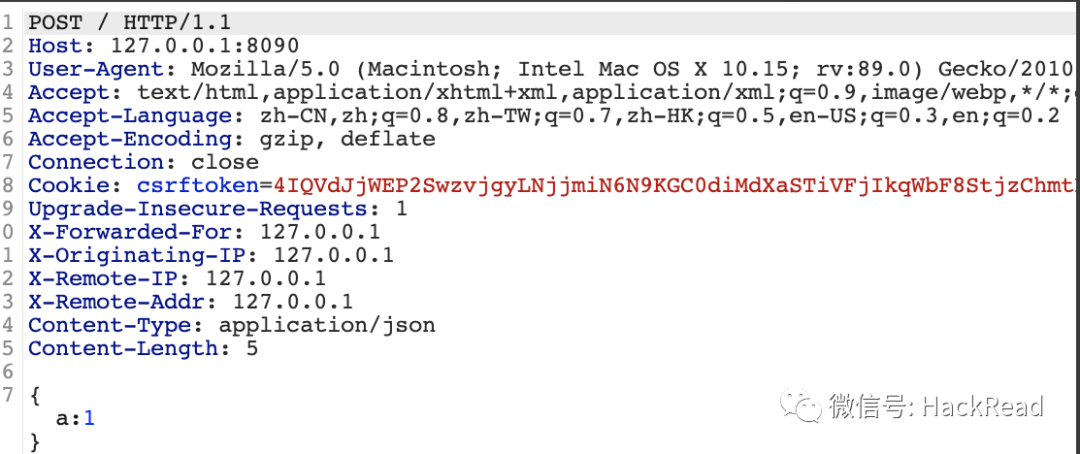 1 POST / HTTP/1.1
2 Host: 127.0.0.1:8090
3 User-Agent: Mozilla/5.0 (Macintosh; Intel Mac OS X 10.15; rv:89.0) Gecko/2010
4 Accept: text/html,application/xhtml+xml,application/xml;q=0.9,image/webp,*/*;
5 Accept-Language: zh-CN,zh;q=0.8,zh-TW;q=0.7,zh-HK;q=0.5,en-US;q=0.3,en;q=0.2
6 Accept-Encoding: gzip, deflate
7 Connection: close
8 Cookie: csrftoken=4IQVdJjWEP2SwzvjgyLNjjmiN6N9KGC0diMdXaSTiVFjIkqWbF8StjzChmt
9 Upgrade-Insecure-Requests: 1
0 X-Forwarded-For: 127.0.0.1
1 X-Originating-IP: 127.0.0.1
2 X-Remote-IP: 127.0.0.1
3 X-Remote-Addr: 127.0.0.1
4 Content-Type: application/json
5 Content-Length: 5
6
7 {
a:1
}
微信号: HackRead